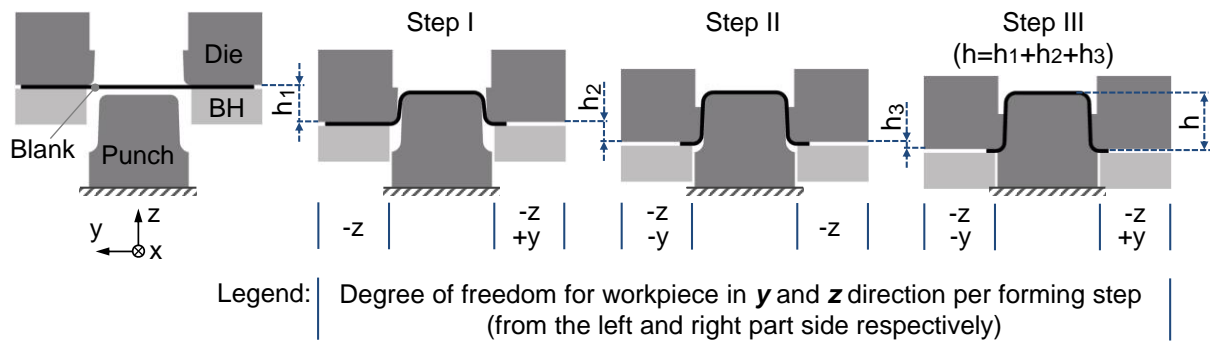 Step I
Step II
Step III
(h=h1+h2+h3)
Die
BH
Blank
Punch
h1
h2
h3
h
z
y
x
-z
-z
+y
-z
-y
-z
-z
-y
-z
+y
Legend:
Degree of freedom for workpiece in y and z direction per forming step
(from the left and right part side respectively)